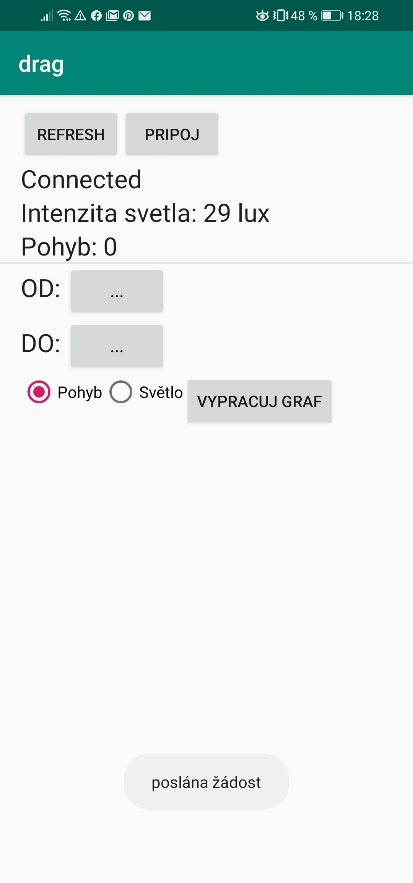 48 % 18:28
drag
REFRESH PRIPOJ
Connected
Intenzita svetla: 29 lux
Pohyb: 0
OD: ...
DO: ...
Pohyb Světlo VYPRACUJ GRAF
poslána žádost